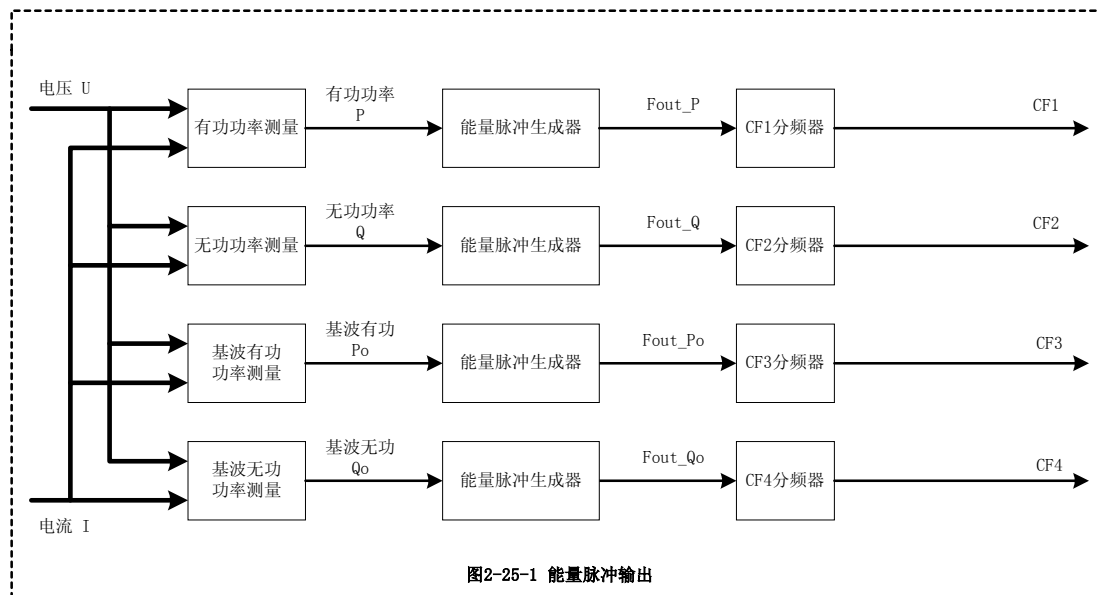 电压 U
有功功率测量
有功功率
P
能量脉冲生成器
Fout_P
CF1分频器
CF1
无功功率测量
无功功率
Q
能量脉冲生成器
Fout_Q
CF2分频器
CF2
基波有功
功率测量
基波有功
Po
能量脉冲生成器
Fout_Po
CF3分频器
CF3
基波无功
功率测量
基波无功
Qo
能量脉冲生成器
Fout_Qo
CF4分频器
CF4
电流 I
图2-25-1 能量脉冲输出